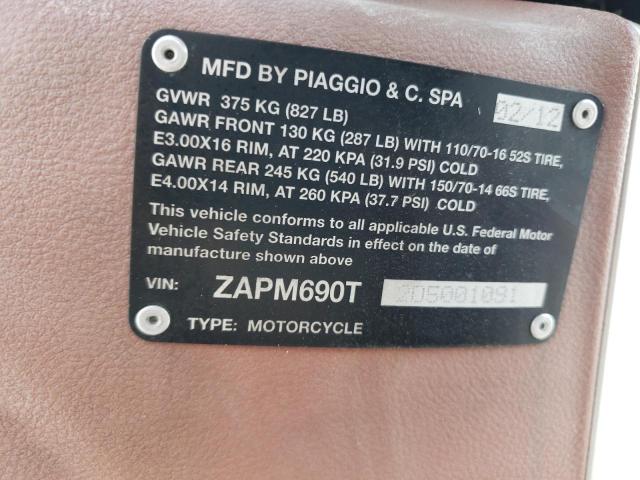 MFD BY PIAGGIO & C. SPA 02/12
GVWR 375 KG (827 LB)
GAWR FRONT 130 KG (287 LB) WITH 110/70-16 52S TIRE,
E3.00X16 RIM, AT 220 KPA (31.9 PSI) COLD
GAWR REAR 245 KG (540 LB) WITH 150/70-14 66S TIRE,
E4.00X14 RIM, AT 260 KPA (37.7 PSI) COLD
This vehicle conforms to all applicable U.S. Federal Motor
Vehicle Safety Standards in effect on the date of
manufacture shown above
VIN: ZAPM690T 2D5001091
TYPE: MOTORCYCLE